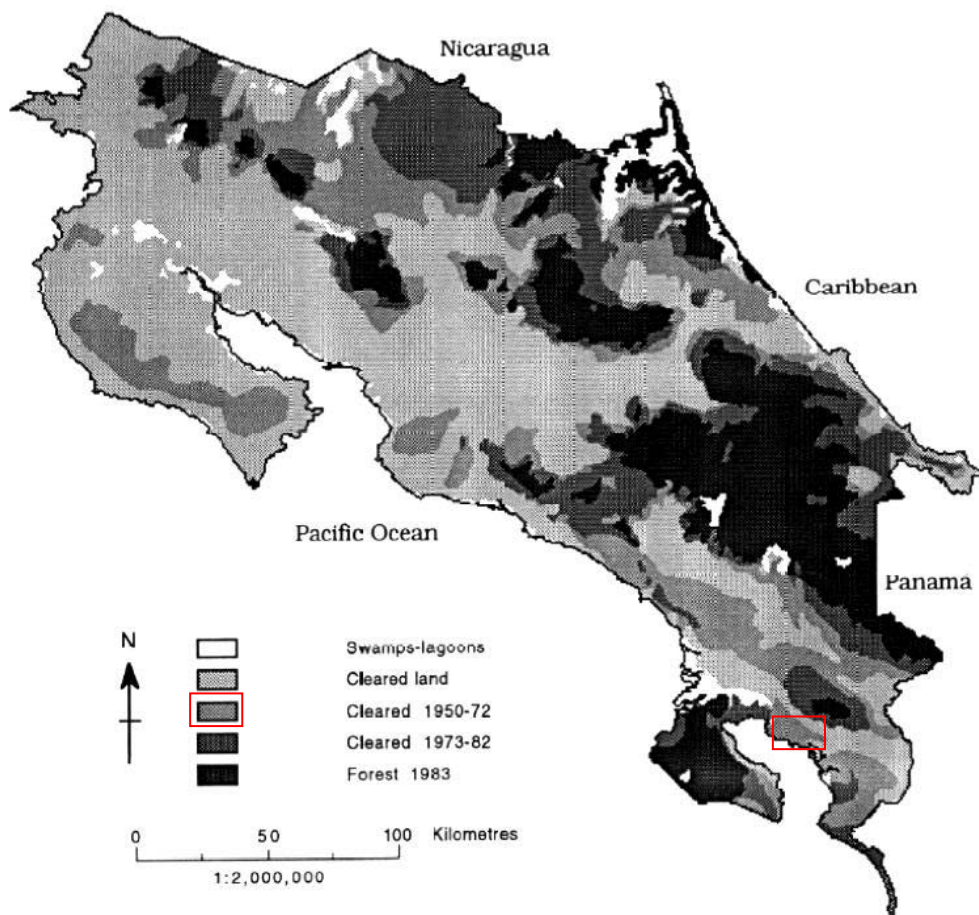 Nicaragua
Caribbean
Pacific Ocean
Panamá
N
Swamps-lagoons
Cleared land
Cleared 1950-72
Cleared 1973-82
Forest 1983
0 50 100 Kilometres
1:2,000,000